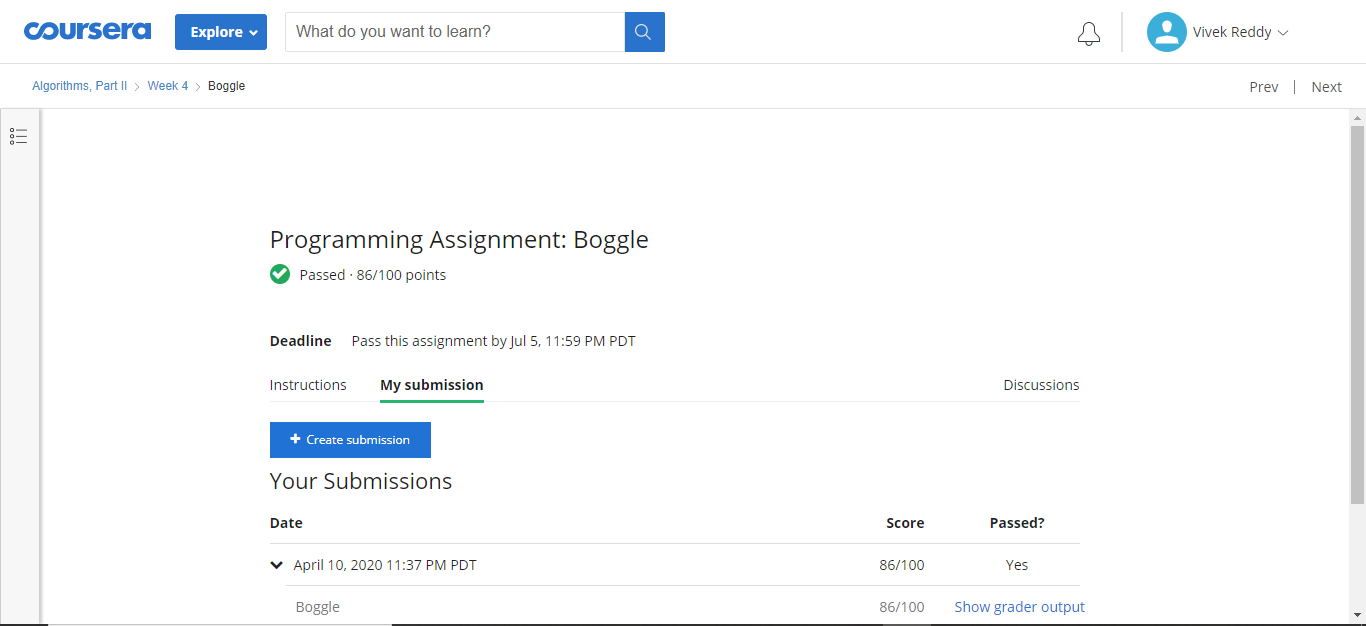 coursera Explore What do you want to learn? Vivek Reddy
Algorithms, Part II > Week 4 > Boggle Prev | Next
Programming Assignment: Boggle
Passed · 86/100 points
Deadline Pass this assignment by Jul 5, 11:59 PM PDT
Instructions My submission Discussions
+ Create submission
Your Submissions
Date Score Passed?
April 10, 2020 11:37 PM PDT 86/100 Yes
Boggle 86/100 Show grader output